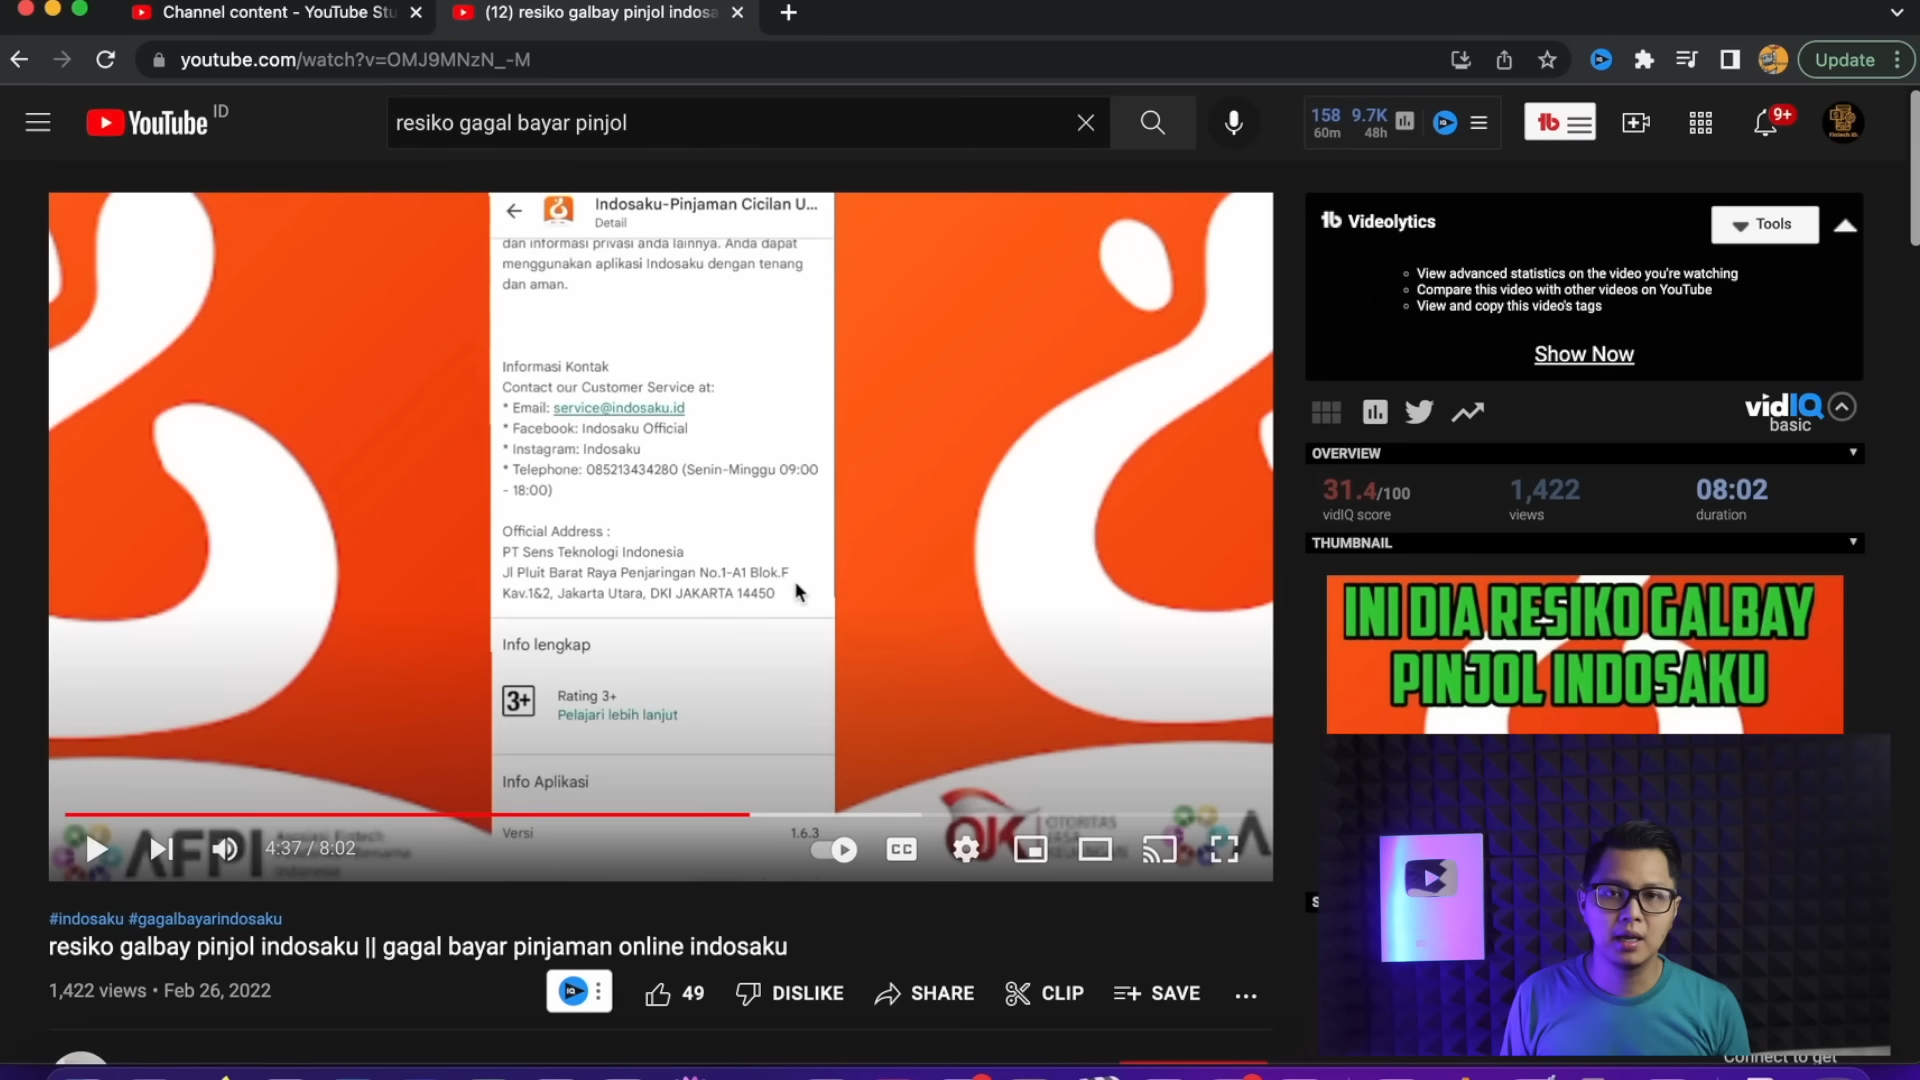 Channel content - YouTube Stu
(12) resiko galbay pinjol indosa
youtube.com/watch?v=OMJ9MNzN_-M
Update
YouTube ID
resiko gagal bayar pinjol
158 9.7K
60m 48h
9+
Indosaku-Pinjaman Cicilan U...
Detail
dan informasi privasi anda lainnya. Anda dapat
menggunakan aplikasi Indosaku dengan tenang
dan aman.
Informasi Kontak
Contact our Customer Service at:
* Email: service@indosaku.id
* Facebook: Indosaku Official
* Instagram: Indosaku
* Telephone: 085213434280 (Senin-Minggu 09:00
- 18:00)
Official Address :
PT Sens Teknologi Indonesia
Jl Pluit Barat Raya Penjaringan No.1-A1 Blok.F
Kav.1&2, Jakarta Utara, DKI JAKARTA 14450
Info lengkap
3+
Rating 3+
Pelajari lebih lanjut
Info Aplikasi
Versi 1.6.3
AFPI
OTORITAS
4:37 / 8:02
CC
#indosaku #gagalbayarindosaku
resiko galbay pinjol indosaku || gagal bayar pinjaman online indosaku
1,422 views • Feb 26, 2022
49 DISLIKE SHARE CLIP SAVE
tb Videolytics
Tools
View advanced statistics on the video you're watching
Compare this video with other videos on YouTube
View and copy this video's tags
Show Now
vidIQ
basic
OVERVIEW
31.4/100 1,422 08:02
vidIQ score views duration
THUMBNAIL
INI DIA RESIKO GALBAY
PINJOL INDOSAKU
Connect to get